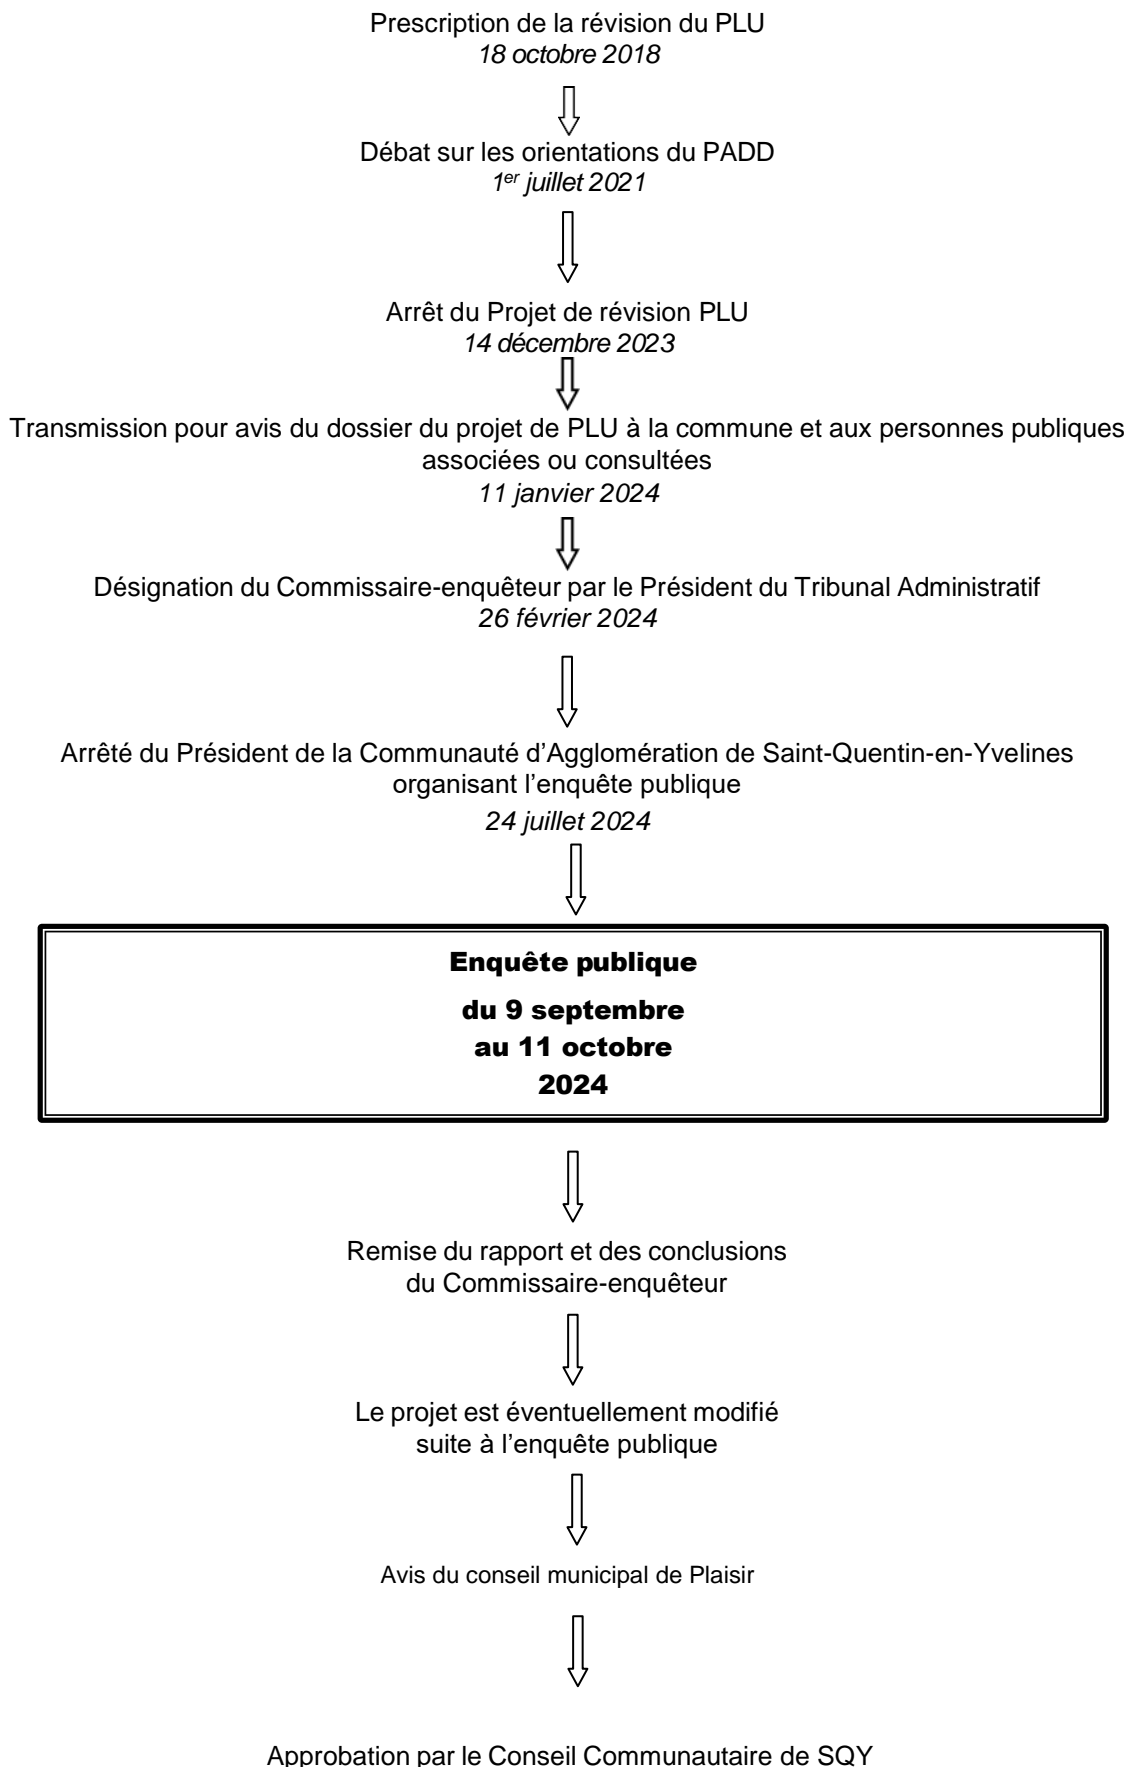 Prescription de la révision du PLU
18 octobre 2018
Débat sur les orientations du PADD
1er juillet 2021
Arrêt du Projet de révision PLU
14 décembre 2023
Transmission pour avis du dossier du projet de PLU à la commune et aux personnes publiques
associées ou consultées
11 janvier 2024
Désignation du Commissaire-enquêteur par le Président du Tribunal Administratif
26 février 2024
Arrêté du Président de la Communauté d’Agglomération de Saint-Quentin-en-Yvelines
organisant l’enquête publique
24 juillet 2024
Enquête publique
du 9 septembre
au 11 octobre
2024
Remise du rapport et des conclusions
du Commissaire-enquêteur
Le projet est éventuellement modifié
suite à l’enquête publique
Avis du conseil municipal de Plaisir
Approbation par le Conseil Communautaire de SQY